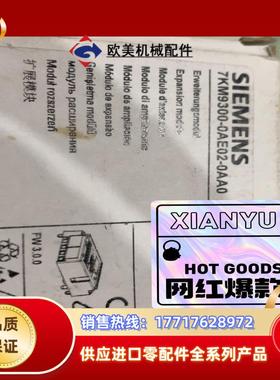 欧美机械配件
品质
保证
SIEMENS
7KM9300-0AE02-0AA0
Erweiterungsmodul
Expansion module
Module d'extension
Modulo di ampliamento
Módulo de ampliación
Módulo de expansão
Genişletme modülü
модуль расширения
Moduł rozszerzeń
扩展模块
FW 3.0.0
XIANYU
HOT GOODS
网红爆款
销售热线：17717628972
供应进口零配件全系列产品